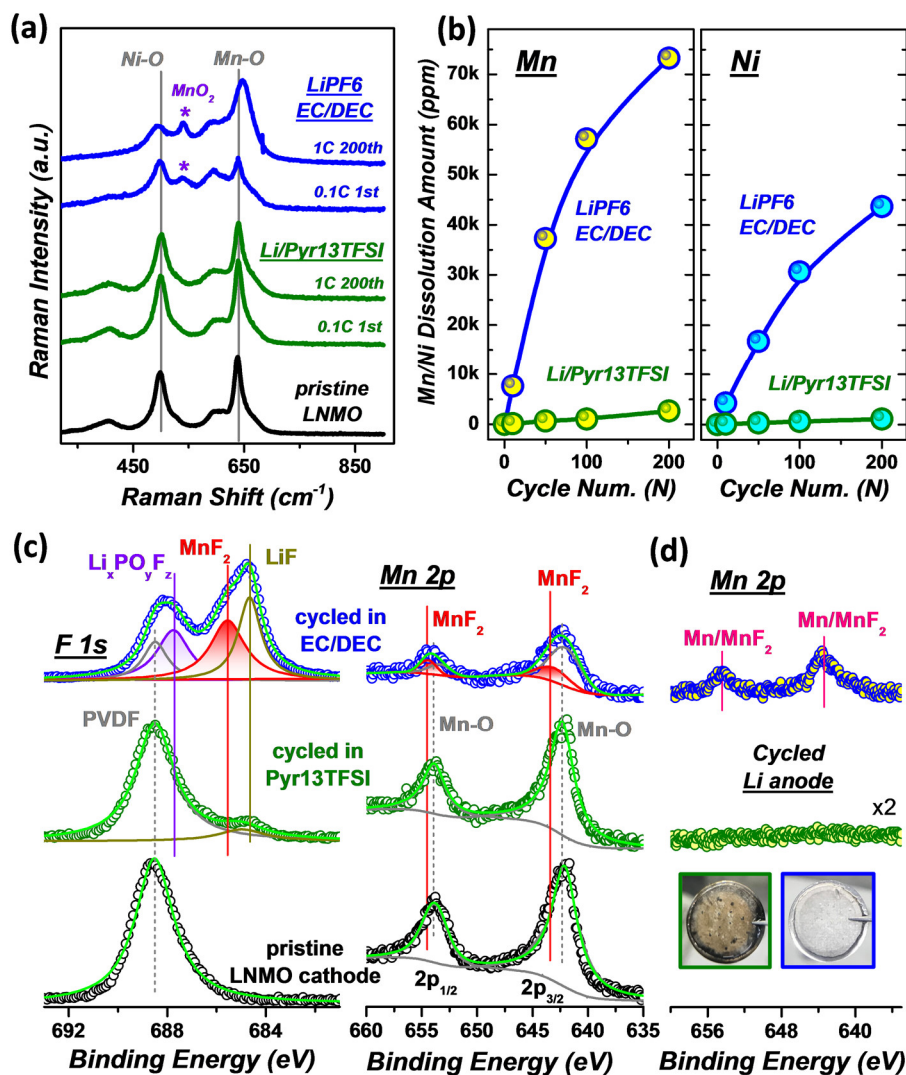 (a)
Ni-O
Mn-O
MnO₂
*
*
LiPF6
EC/DEC
1C 200th
0.1C 1st
Li/Pyr13TFSI
1C 200th
0.1C 1st
pristine
LNMO
Raman Intensity (a.u.)
450 650 850
Raman Shift (cm⁻¹)
(b)
Mn
Ni
Mn/Ni Dissolution Amount (ppm)
70k
60k
50k
40k
30k
20k
10k
0
LiPF6
EC/DEC
Li/Pyr13TFSI
LiPF6
EC/DEC
Li/Pyr13TFSI
0 100 200
0 100 200
Cycle Num. (N)
Cycle Num. (N)
(c)
LiₓPOᵧF_z
MnF₂
LiF
F 1s
cycled in
EC/DEC
PVDF
cycled in
Pyr13TFSI
pristine
LNMO cathode
692 688 684
Binding Energy (eV)
Mn 2p
MnF₂
MnF₂
Mn-O
Mn-O
2p₁/₂
2p₃/₂
660 655 650 645 640 635
Binding Energy (eV)
(d)
Mn 2p
Mn/MnF₂
Mn/MnF₂
Cycled
Li anode
x2
656 648 640
Binding Energy (eV)